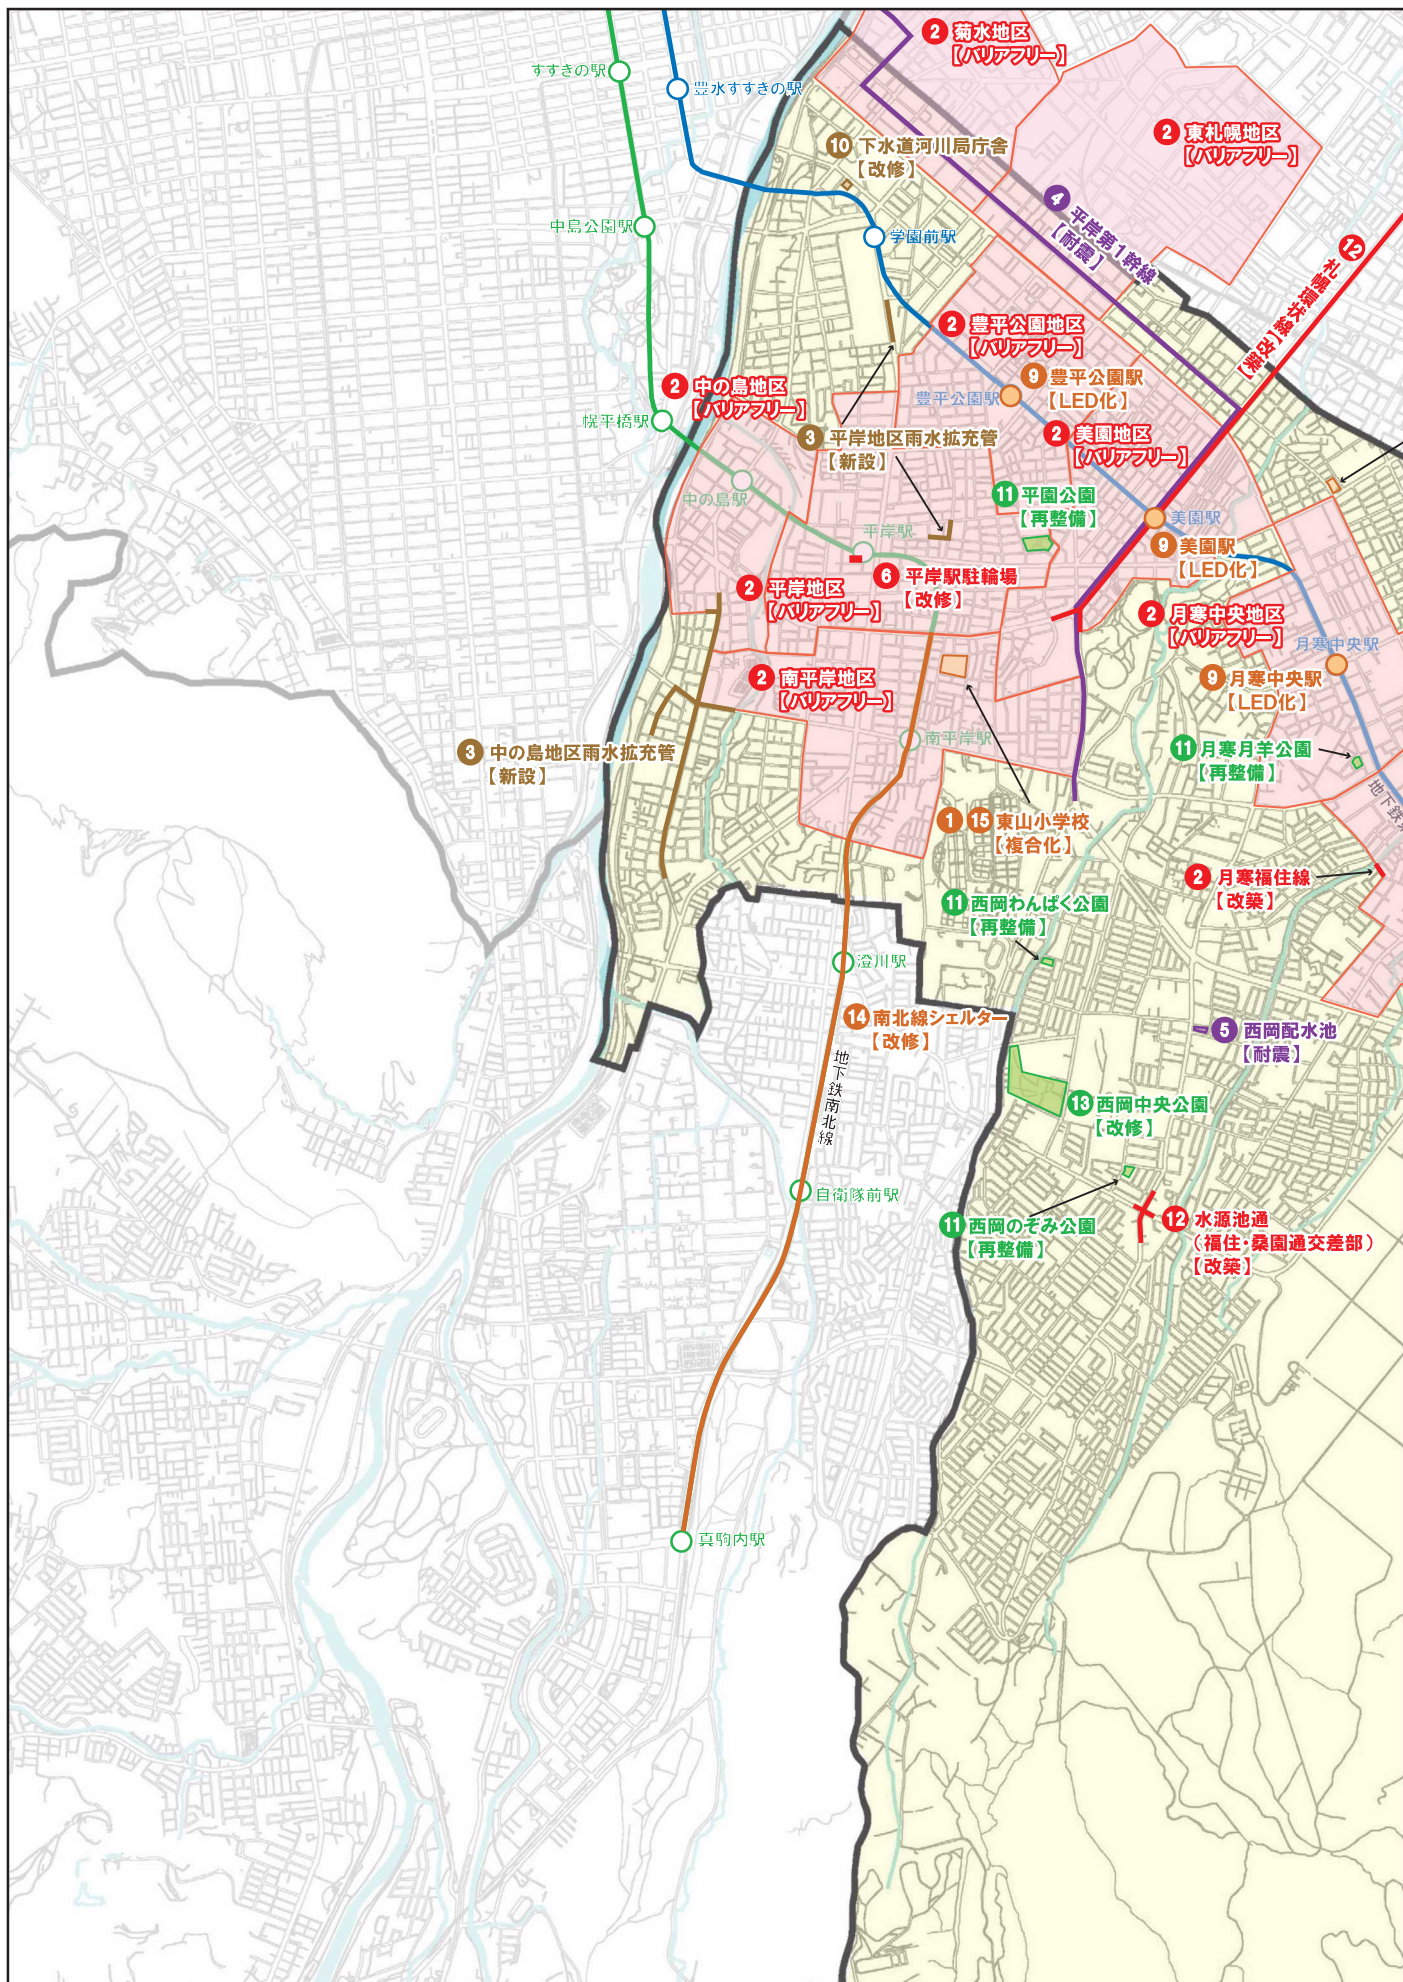 2 菊水地区
【バリアフリー】
すすきの駅
豊水すすきの駅
2 東札幌地区
【バリアフリー】
10 下水道河川局庁舎
【改修】
4 平岸第1幹線
【耐震】
中島公園駅
学園前駅
12 札幌環状線【改築】
2 豊平公園地区
【バリアフリー】
9 豊平公園駅
【LED化】
豊平公園駅
2 中の島地区
【バリアフリー】
幌平橋駅
3 平岸地区雨水拡充管
【新設】
2 美園地区
【バリアフリー】
中の島駅
11 平園公園
【再整備】
美園駅
平岸駅
9 美園駅
【LED化】
6 平岸駅駐輪場
【改修】
2 平岸地区
【バリアフリー】
2 月寒中央地区
【バリアフリー】
月寒中央駅
2 南平岸地区
【バリアフリー】
9 月寒中央駅
【LED化】
南平岸駅
3 中の島地区雨水拡充管
【新設】
11 月寒月羊公園
【再整備】
地下鉄
1 15 東山小学校
【複合化】
2 月寒福住線
【改築】
11 西岡わんぱく公園
【再整備】
澄川駅
14 南北線シェルター
【改修】
5 西岡配水池
【耐震】
地下鉄南北線
13 西岡中央公園
【改修】
自衛隊前駅
11 西岡のぞみ公園
【再整備】
12 水源池通
（福住・桑園通交差部）
【改築】
真駒内駅